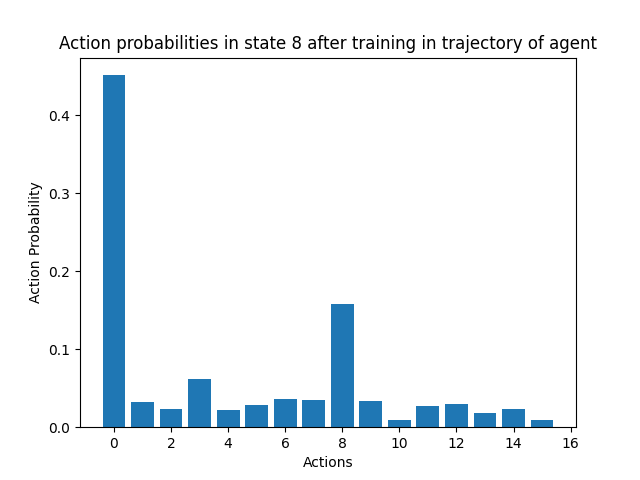 Action probabilities in state 8 after training in trajectory of agent
0.4
0.3
0.2
0.1
0.0
Action Probability
0 2 4 6 8 10 12 14 16
Actions